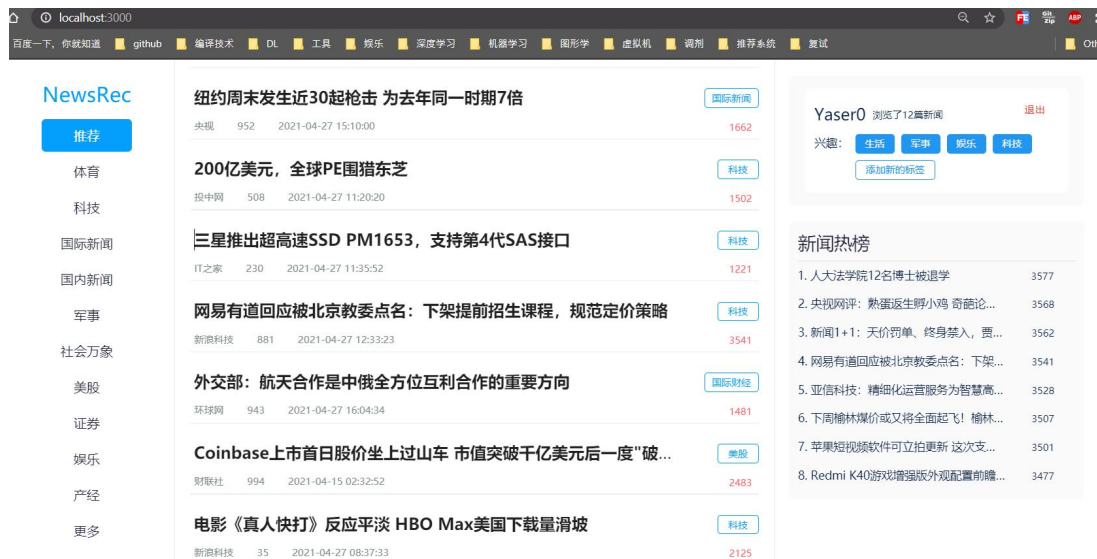 localhost:3000
百度一下，你就知道 github 编译技术 DL 工具 娱乐 深度学习 机器学习 图形学 虚拟机 调剂 推荐系统 复试
NewsRec
推荐
体育
科技
国际新闻
国内新闻
军事
社会万象
美股
证券
娱乐
产经
更多
纽约周末发生近30起枪击 为去年同一时期7倍 国际新闻
央视 952 2021-04-27 15:10:00 1662
200亿美元，全球PE围猎东芝 科技
投中网 508 2021-04-27 11:20:20 1502
三星推出超高速SSD PM1653，支持第4代SAS接口 科技
IT之家 230 2021-04-27 11:35:52 1221
网易有道回应被北京教委点名：下架提前招生课程，规范定价策略 科技
新浪科技 881 2021-04-27 12:33:23 3541
外交部：航天合作是中俄全方位互利合作的重要方向 国际财经
环球网 943 2021-04-27 16:04:34 1481
Coinbase上市首日股价坐上过山车 市值突破千亿美元后一度"破... 美股
财联社 994 2021-04-15 02:32:52 2483
电影《真人快打》反应平淡 HBO Max美国下载量滑坡 科技
新浪科技 35 2021-04-27 08:37:33 2125
Yaser0 浏览了12篇新闻 退出
兴趣： 生活 军事 娱乐 科技
添加新的标签
新闻热榜
1. 人大法学院12名博士被退学 3577
2. 央视网评：熟蛋返生孵小鸡 奇葩论... 3568
3. 新闻1+1：天价罚单、终身禁入，贾... 3562
4. 网易有道回应被北京教委点名：下架... 3541
5. 亚信科技：精细化运营服务为智慧高... 3528
6. 下周榆林煤价或又将全面起飞！榆林... 3507
7. 苹果短视频软件可立拍更新 这次支... 3501
8. Redmi K40游戏增强版外观配置前瞻... 3477